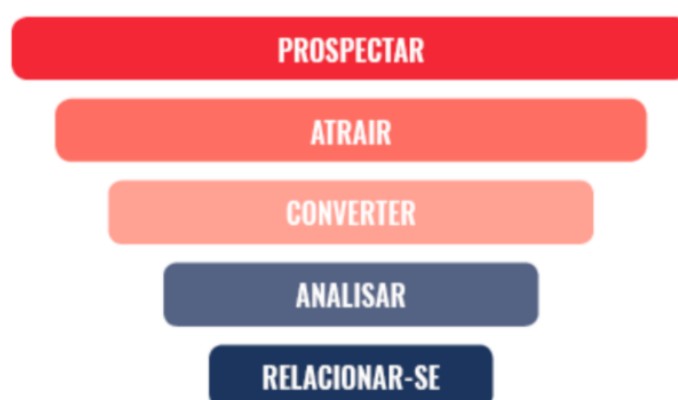 PROSPECTAR
ATRAIR
CONVERTER
ANALISAR
RELACIONAR-SE